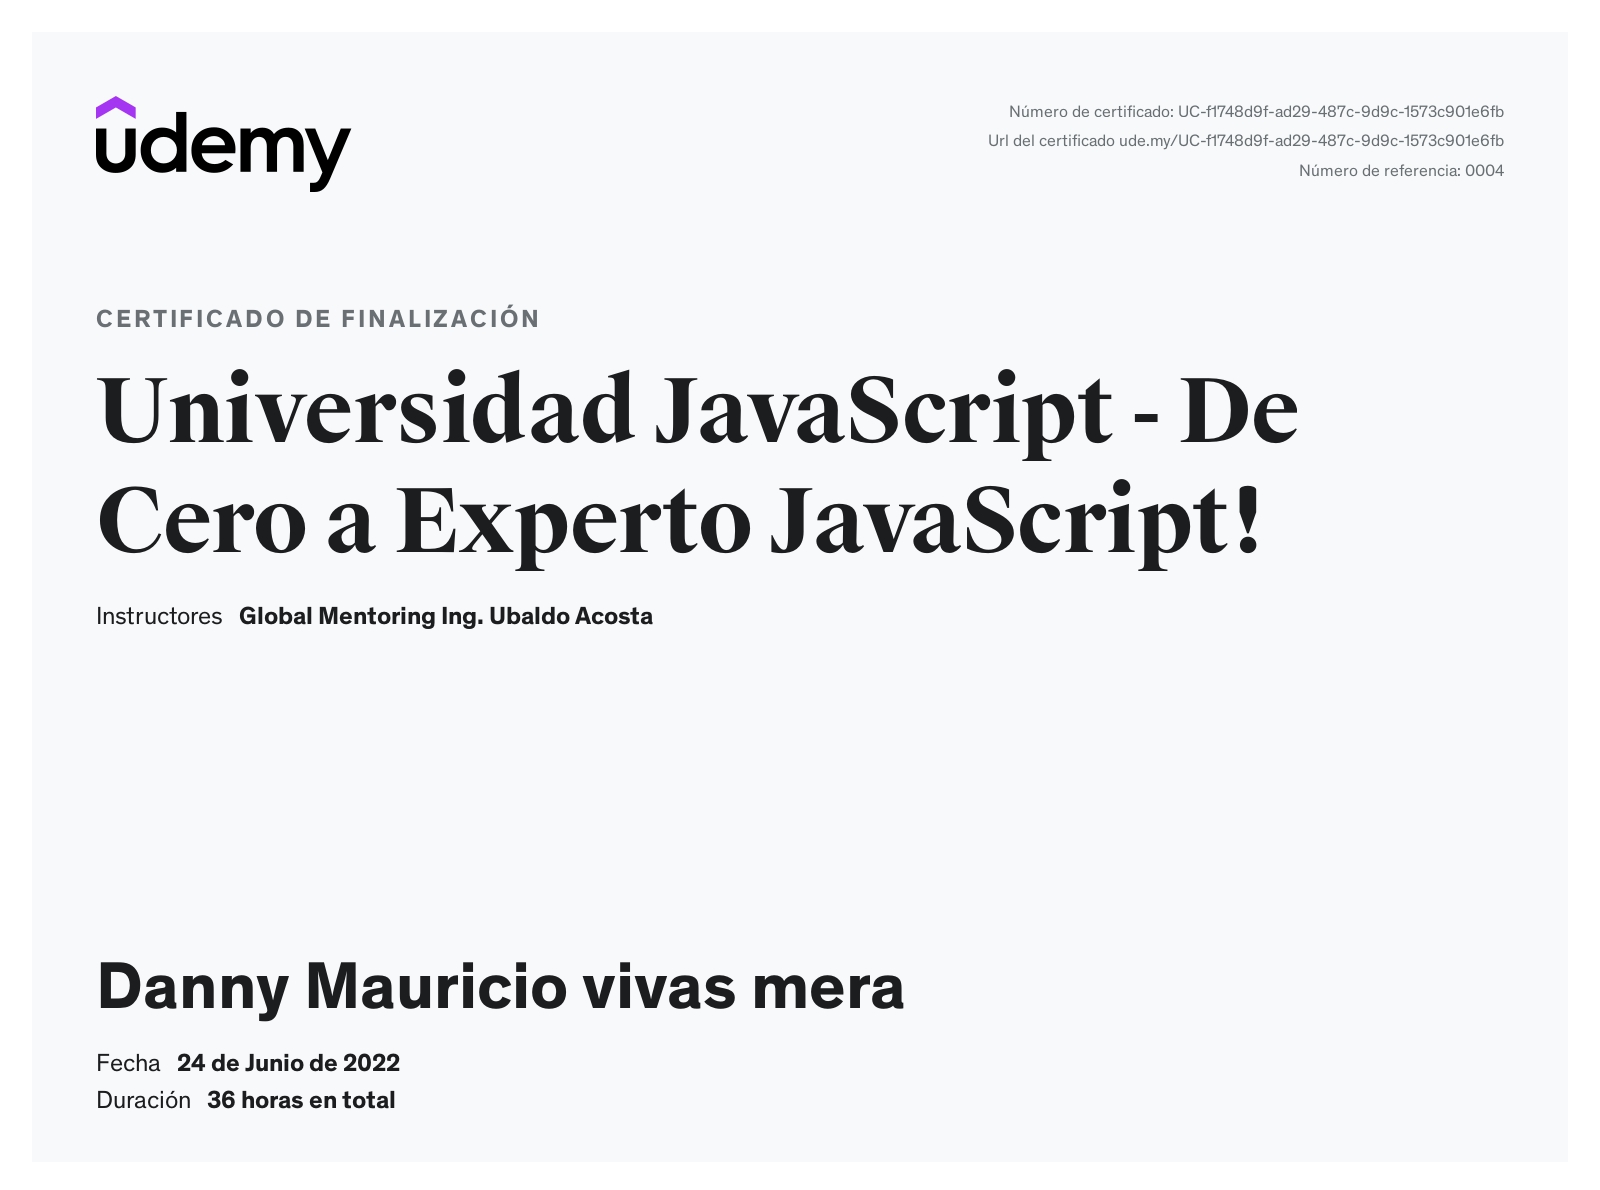 udemy
Número de certificado: UC-f1748d9f-ad29-487c-9d9c-1573c901e6fb
Url del certificado ude.my/UC-f1748d9f-ad29-487c-9d9c-1573c901e6fb
Número de referencia: 0004
CERTIFICADO DE FINALIZACIÓN
Universidad JavaScript - De
Cero a Experto JavaScript!
Instructores Global Mentoring Ing. Ubaldo Acosta
Danny Mauricio vivas mera
Fecha 24 de Junio de 2022
Duración 36 horas en total